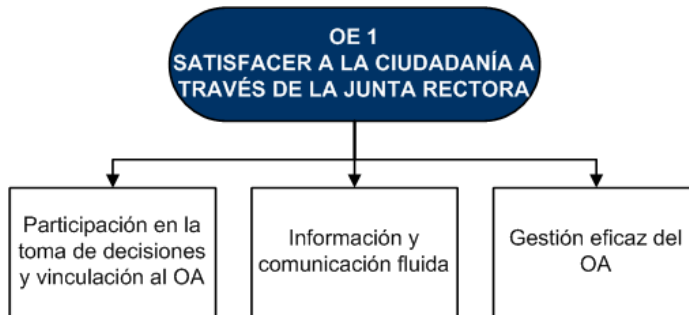 OE 1
SATISFACER A LA CIUDADANÍA A
TRAVÉS DE LA JUNTA RECTORA
Participación en la
toma de decisiones
y vinculación al OA
Información y
comunicación fluida
Gestión eficaz del
OA